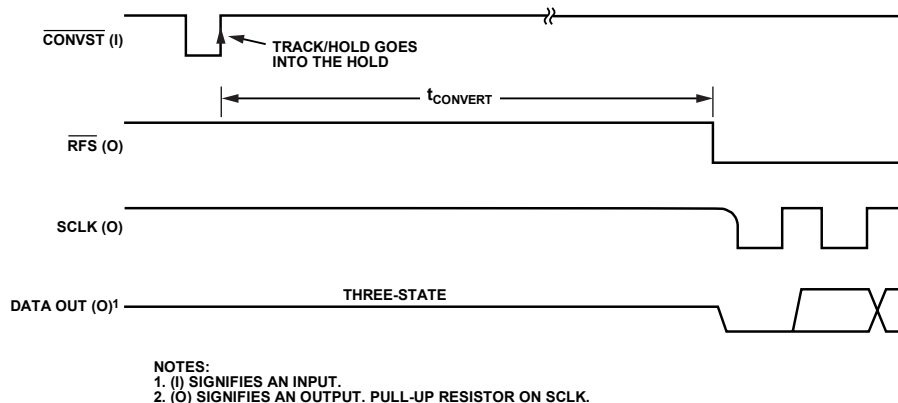 CONVST (I)
TRACK/HOLD GOES
INTO THE HOLD
tCONVERT
RFS (O)
SCLK (O)
THREE-STATE
DATA OUT (O)1
NOTES:
1. (I) SIGNIFIES AN INPUT.
2. (O) SIGNIFIES AN OUTPUT. PULL-UP RESISTOR ON SCLK.